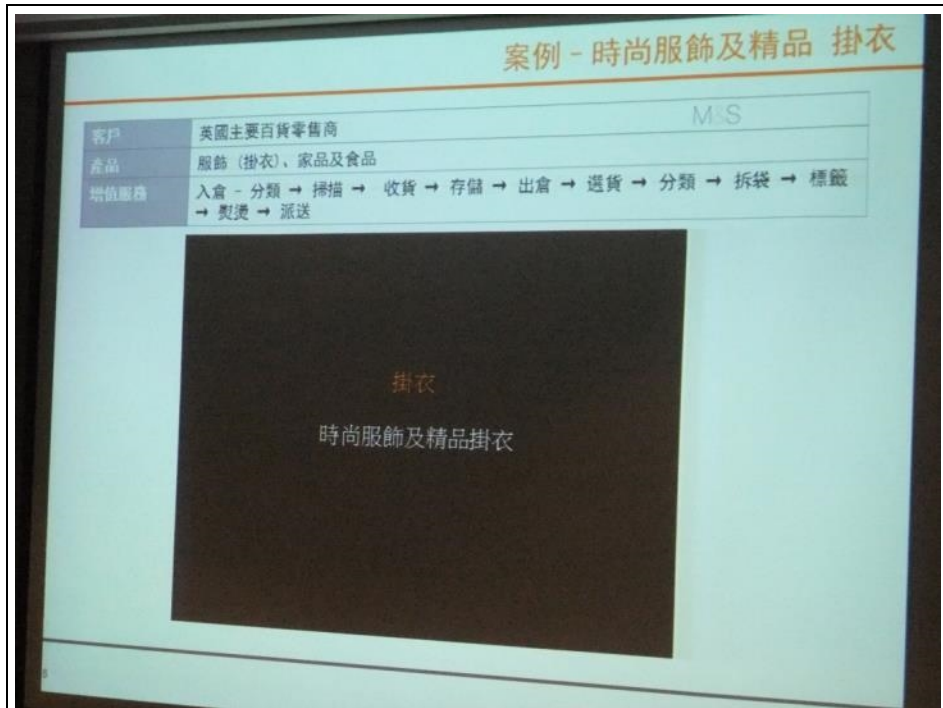 案例 - 時尚服飾及精品 掛衣
M&S
客戶 英國主要百貨零售商
產品 服飾 (掛衣)、家品及食品
增值服務 入倉 - 分類 → 掃描 → 收貨 → 存儲 → 出倉 → 選貨 → 分類 → 拆袋 → 標籤
→ 熨燙 → 派送
掛衣
時尚服飾及精品掛衣